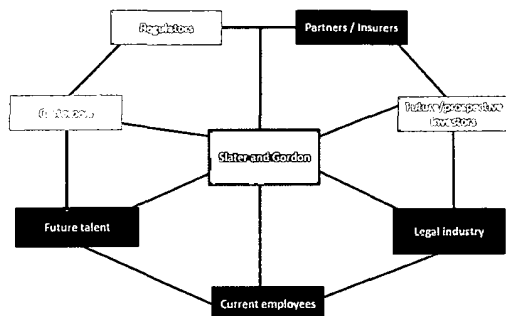 Regulators
Partners / Insurers
Future/prospective
investors
Slater and Gordon
Future talent
Legal industry
Current employees